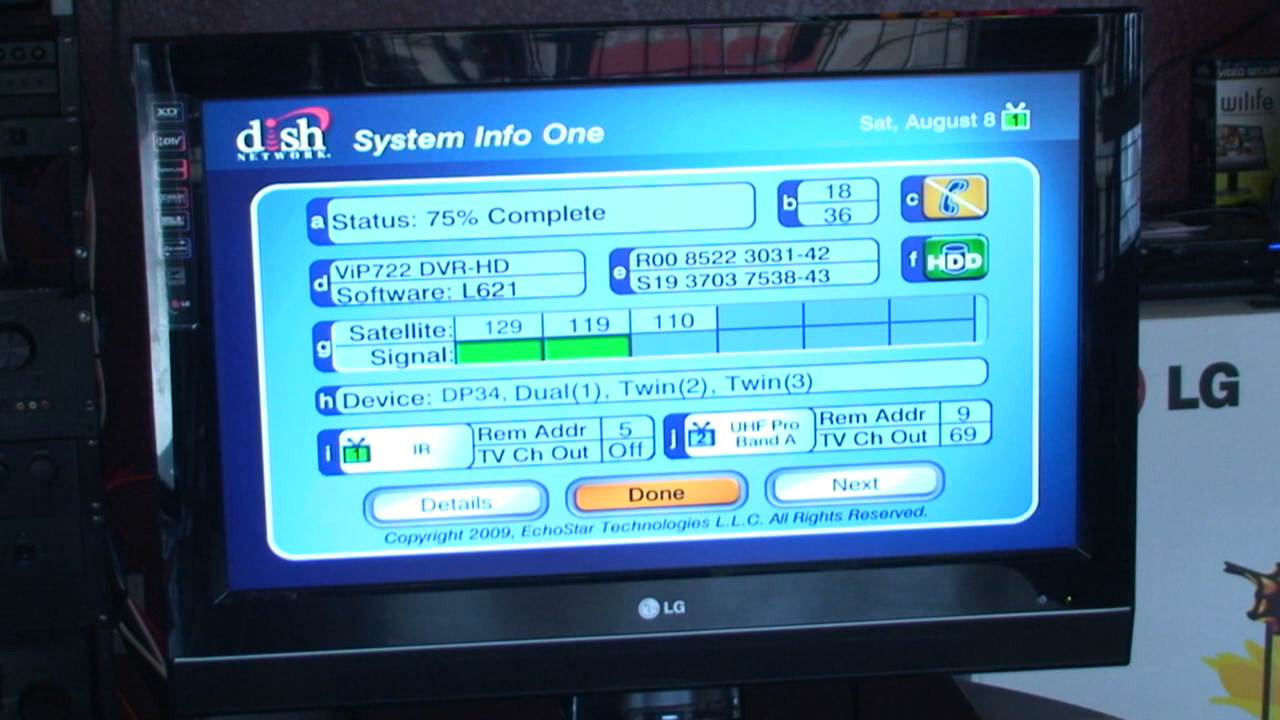 dish
NETWORK.
System Info One
Sat, August 8 1
a Status: 75% Complete
b 18
36
c
d ViP722 DVR-HD
Software: L621
e R00 8522 3031-42
S19 3703 7538-43
f HDD
g Satellite: 129 119 110
Signal:
h Device: DP34, Dual(1), Twin(2), Twin(3)
i 1 IR
Rem Addr 5
TV Ch Out Off
j 2 UHF Pro
Band A
Rem Addr 9
TV Ch Out 69
Details
Done
Next
Copyright 2009, EchoStar Technologies L.L.C. All Rights Reserved.
LG
XD
LG
VIDEO SECURI
wilife